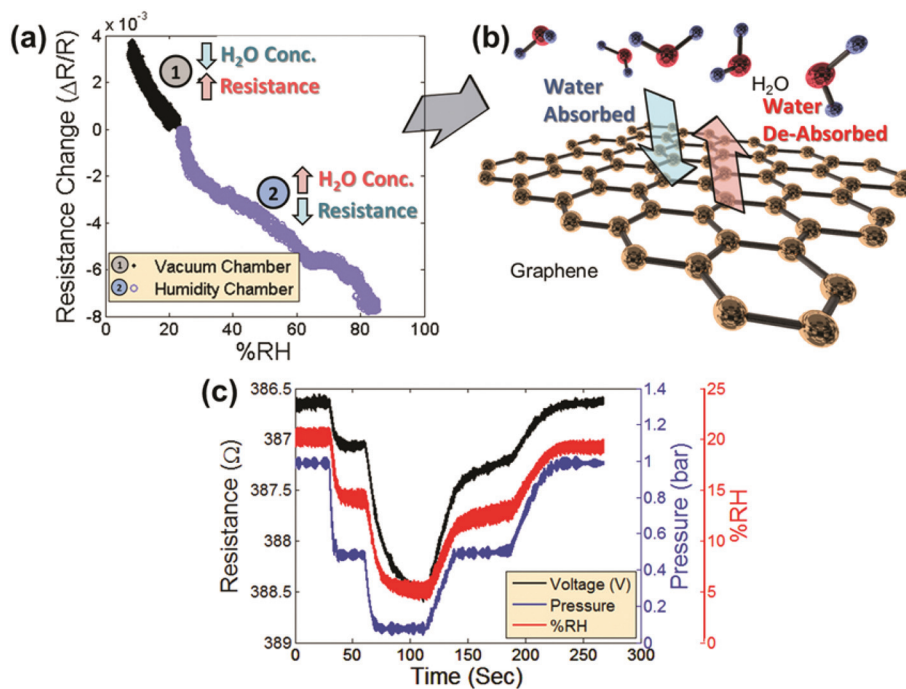 (a)
× 10⁻³
4
2
0
-2
-4
-6
-8
Resistance Change (ΔR/R)
1
H₂O Conc.
Resistance
2
H₂O Conc.
Resistance
1 Vacuum Chamber
2 Humidity Chamber
0 20 40 60 80 100
%RH
(b)
H₂O
Water
Absorbed
Water
De-Absorbed
Graphene
(c)
386.5
387
387.5
388
388.5
389
Resistance (Ω)
1.4
1.2
1
0.8
0.6
0.4
0.2
0
Pressure (bar)
25
20
15
10
5
0
%RH
Voltage (V)
Pressure
%RH
0 50 100 150 200 250 300
Time (Sec)